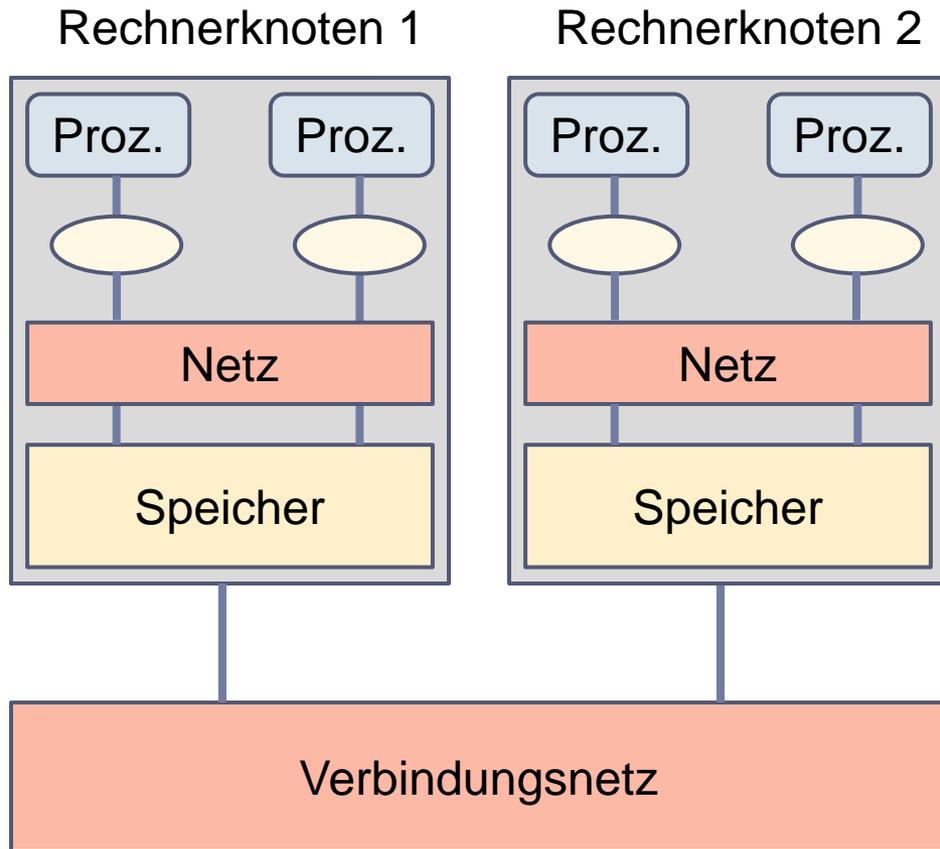 Rechnerknoten 1
Rechnerknoten 2
Proz.
Proz.
Proz.
Proz.
Netz
Netz
Speicher
Speicher
Verbindungsnetz